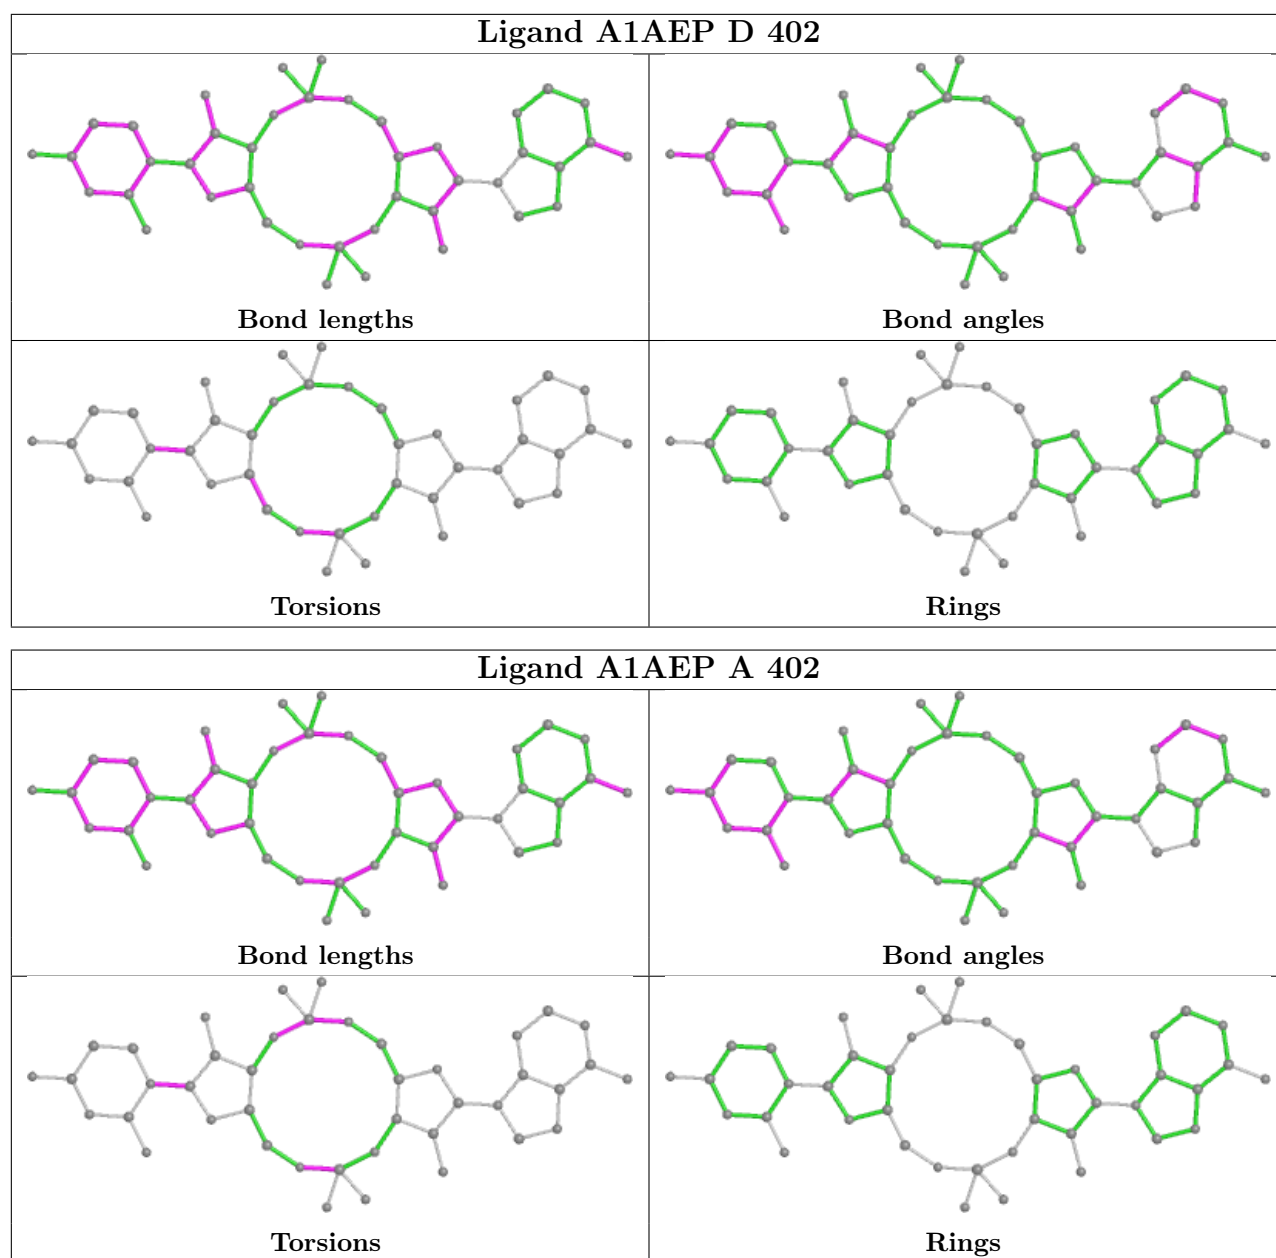 Ligand A1AEP D 402
Bond lengths
Bond angles
Torsions
Rings
Ligand A1AEP A 402
Bond lengths
Bond angles
Torsions
Rings